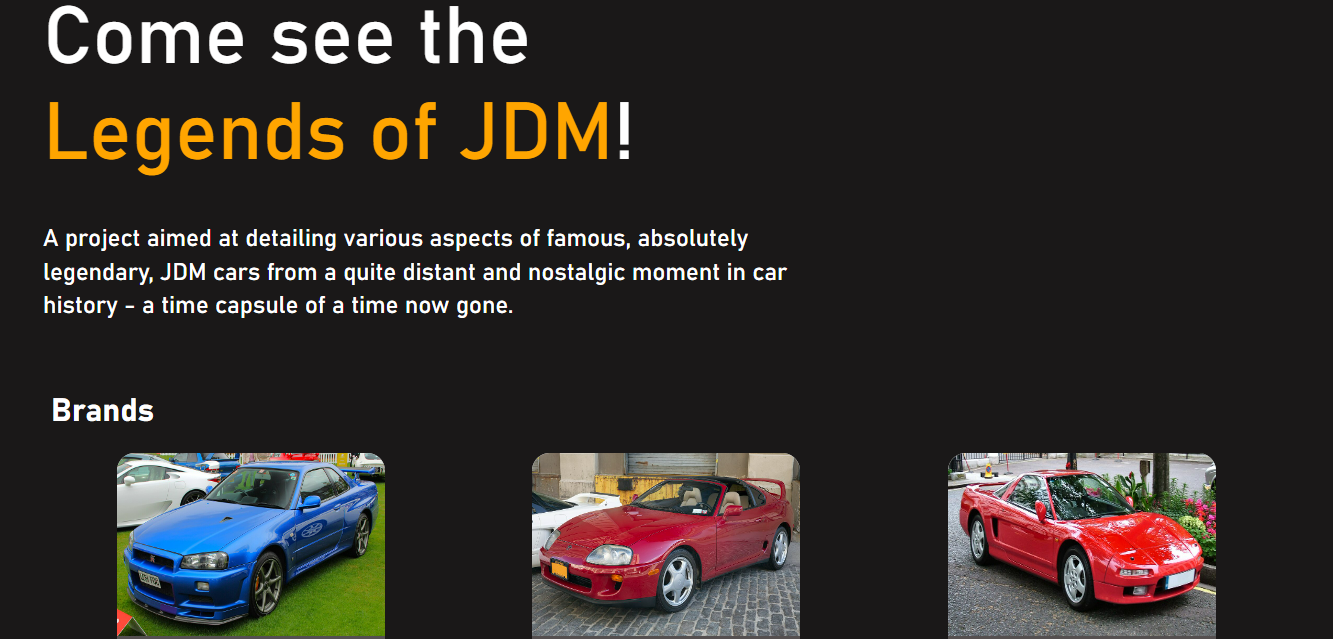 Come see the
Legends of JDM!
A project aimed at detailing various aspects of famous, absolutely
legendary, JDM cars from a quite distant and nostalgic moment in car
history - a time capsule of a time now gone.
Brands